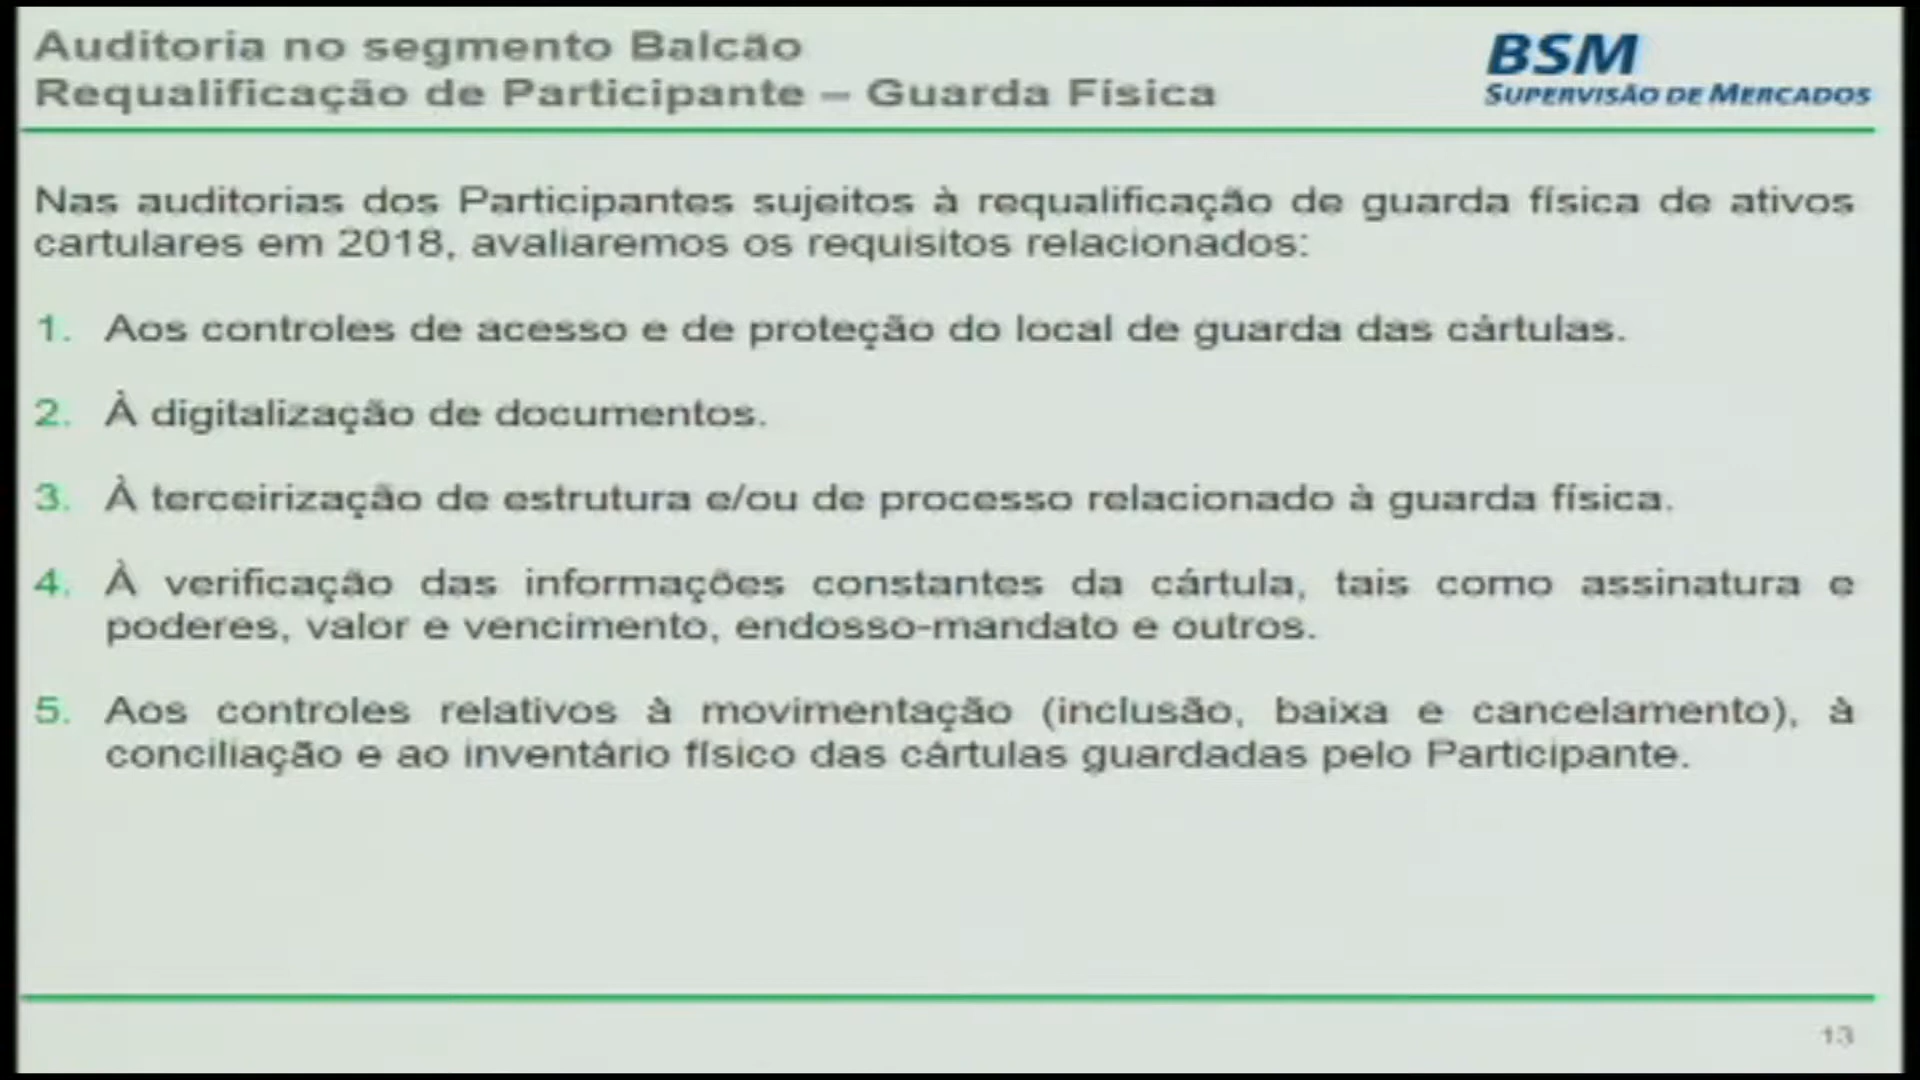 Auditoria no segmento Balcão
Requalificação de Participante – Guarda Física
BSM
SUPERVISÃO DE MERCADOS
Nas auditorias dos Participantes sujeitos à requalificação de guarda física de ativos
cartulares em 2018, avaliaremos os requisitos relacionados:
1. Aos controles de acesso e de proteção do local de guarda das cártulas.
2. À digitalização de documentos.
3. À terceirização de estrutura e/ou de processo relacionado à guarda física.
4. À verificação das informações constantes da cártula, tais como assinatura e
poderes, valor e vencimento, endosso-mandato e outros.
5. Aos controles relativos à movimentação (inclusão, baixa e cancelamento), à
conciliação e ao inventário físico das cártulas guardadas pelo Participante.
13